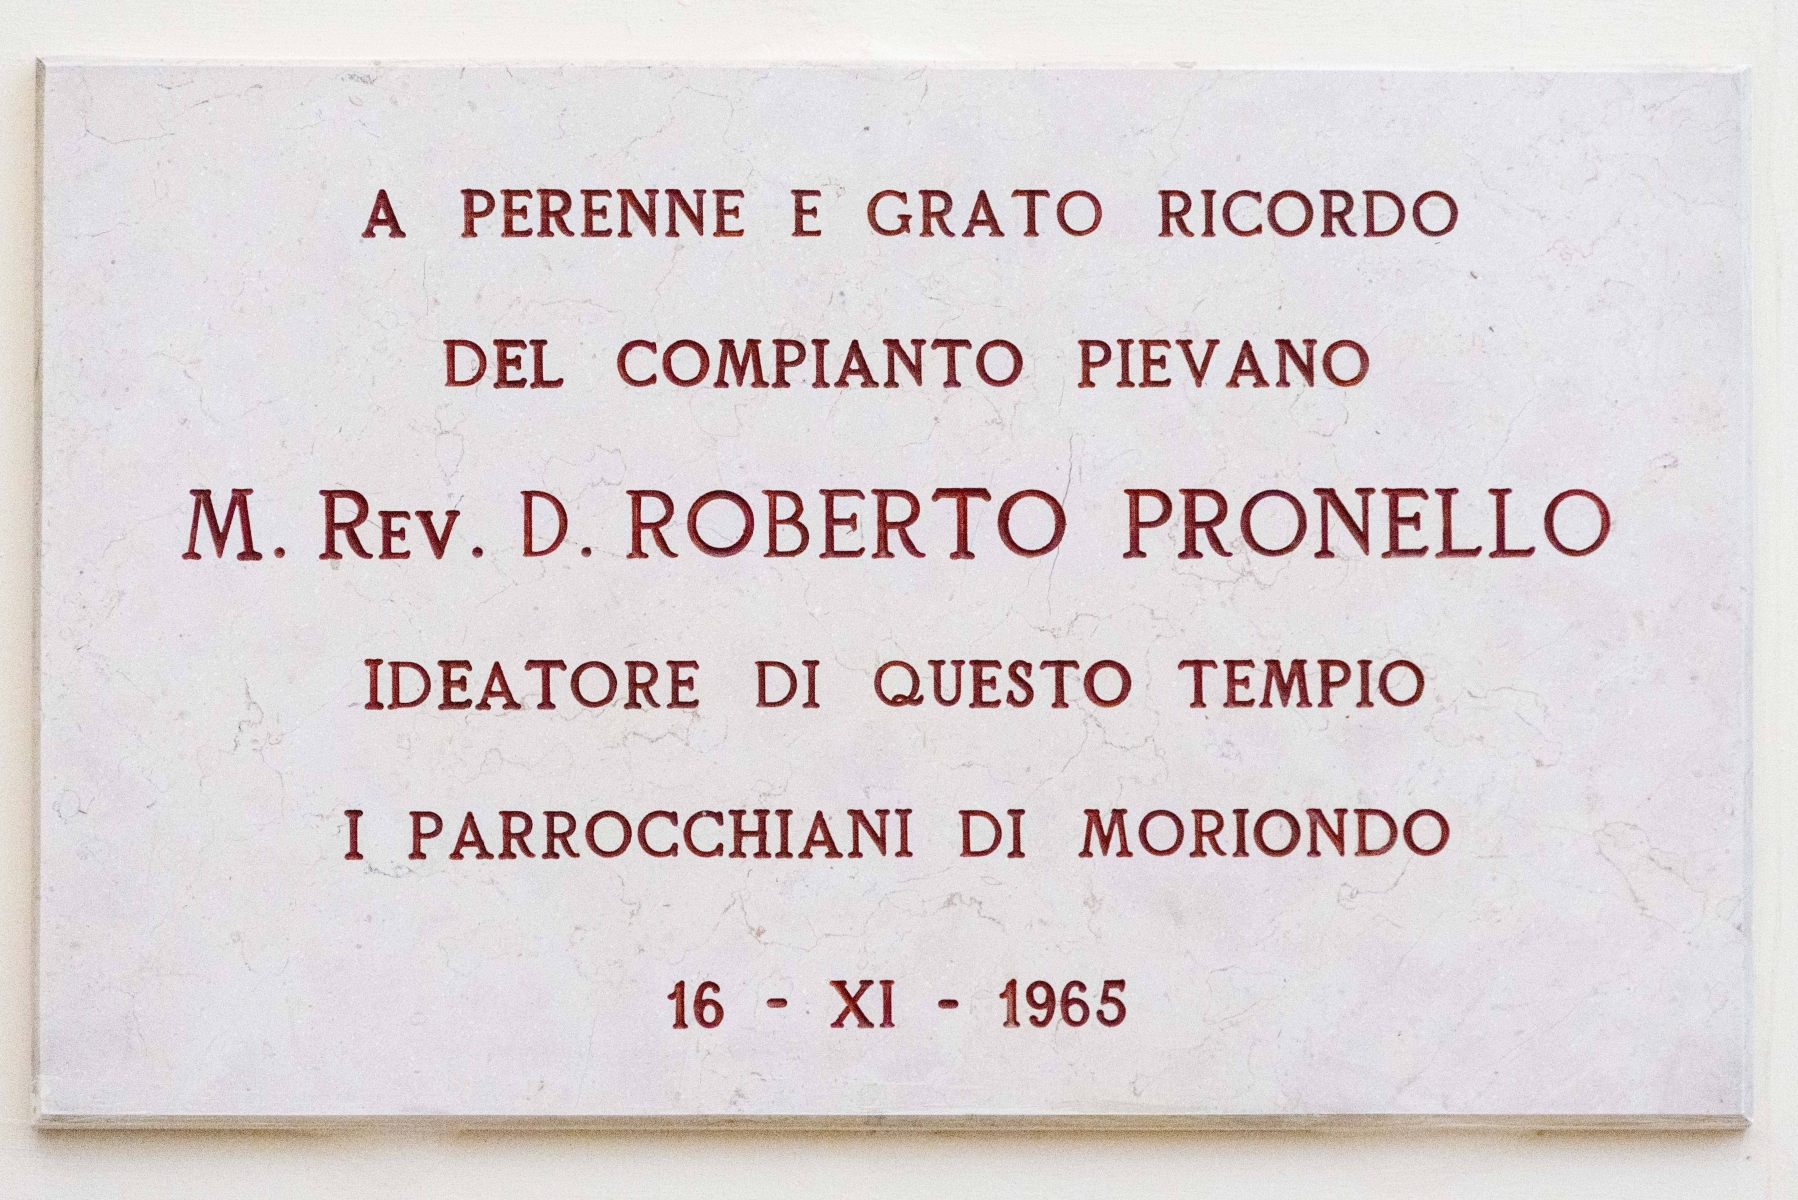 A PERENNE E GRATO RICORDO
DEL COMPIANTO PIEVANO
M. REV. D. ROBERTO PRONELLO
IDEATORE DI QUESTO TEMPIO
I PARROCCHIANI DI MORIONDO
16 - XI - 1965